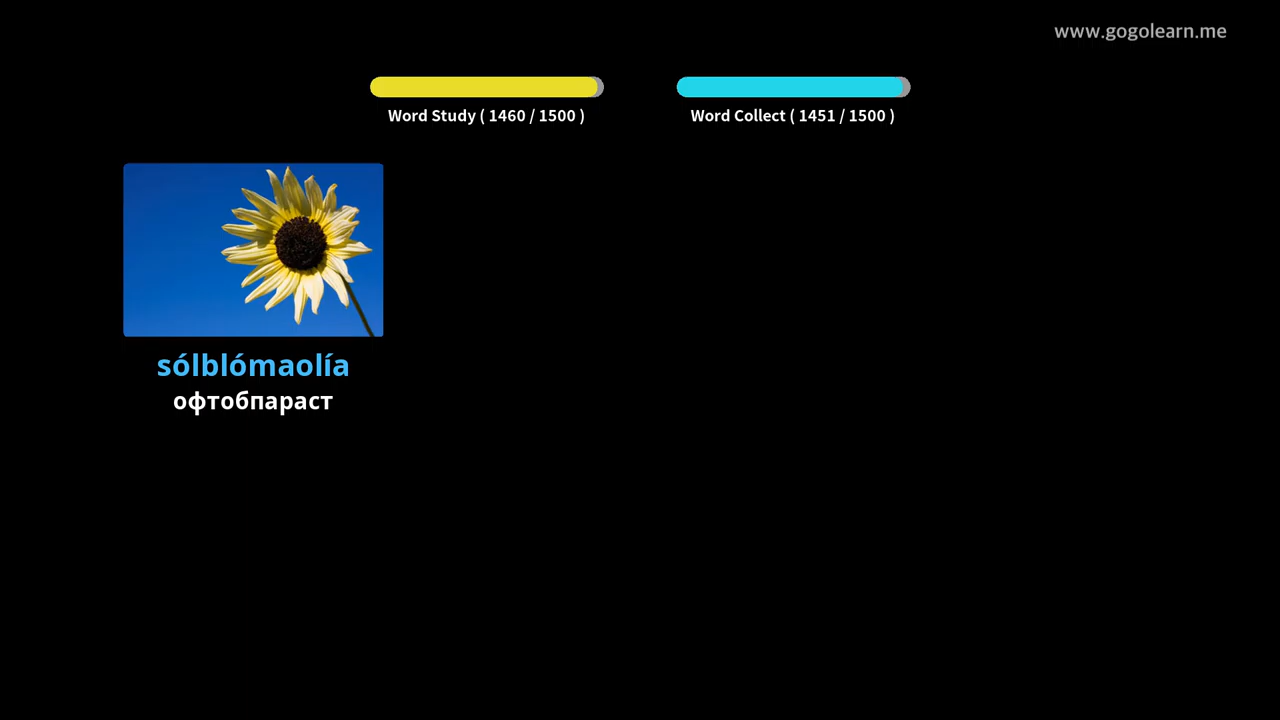 www.gogolearn.me
Word Study ( 1460 / 1500 )
Word Collect ( 1451 / 1500 )
sólblómaolía
офтобпараст